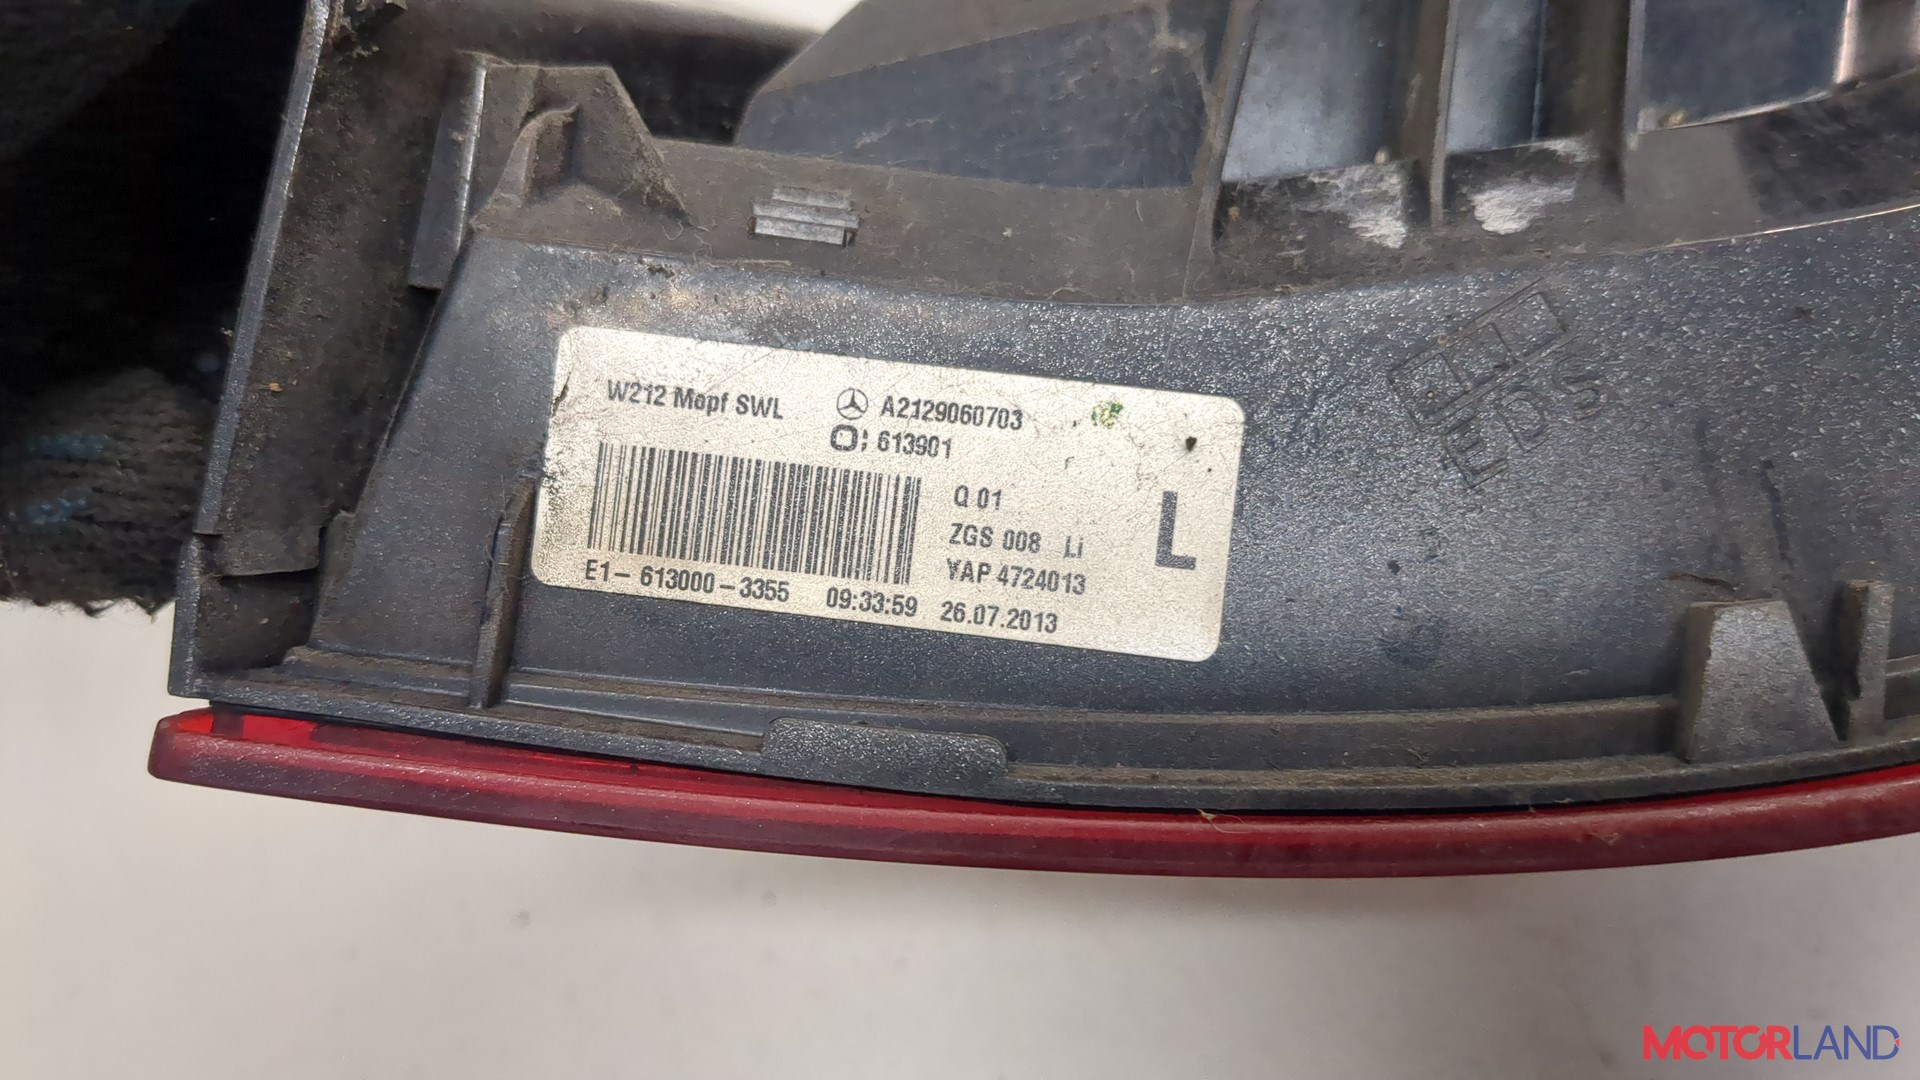 W212 Mopf SWL A2129060703
: 613901
Q 01
ZGS 008 Li
YAP 4724013
L
E1- 613000-3355 09:33:59 26.07.2013
MOTORLAND